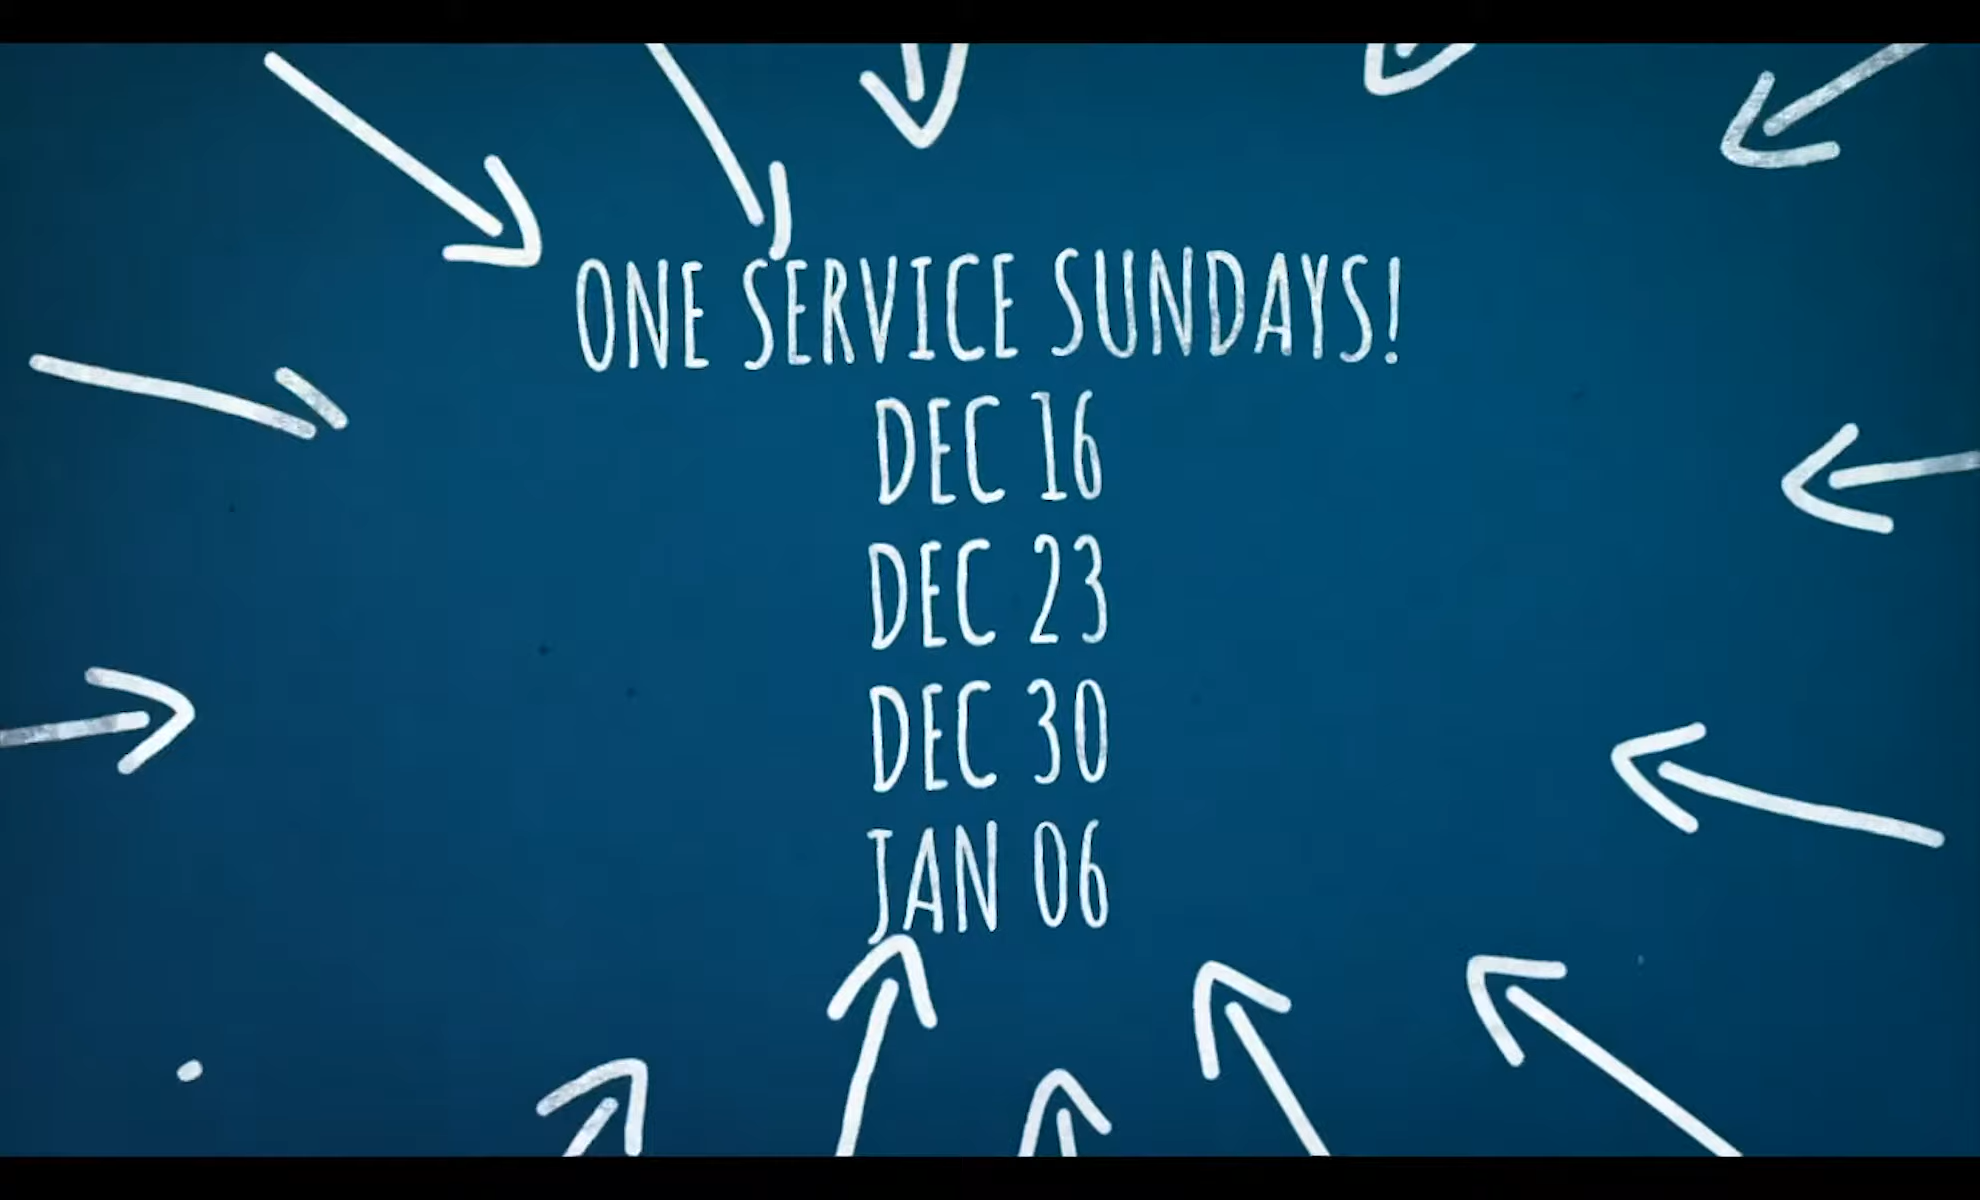 ONE SERVICE SUNDAYS!
DEC 16
DEC 23
DEC 30
JAN 06